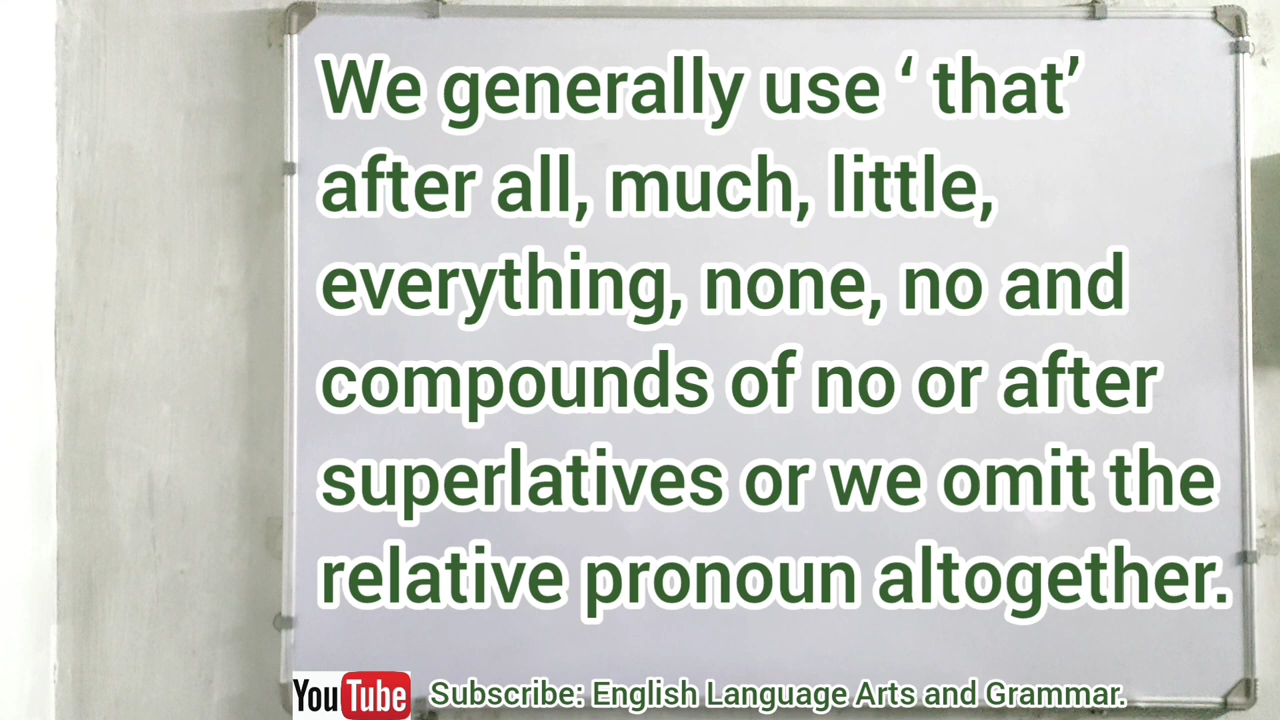 We generally use ‘ that’
after all, much, little,
everything, none, no and
compounds of no or after
superlatives or we omit the
relative pronoun altogether.
YouTube Subscribe: English Language Arts and Grammar.